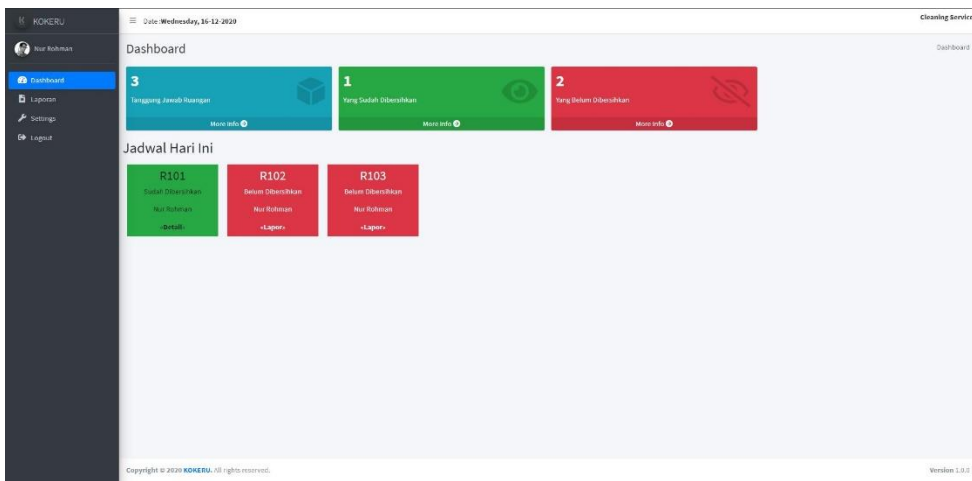 KOKERU
Date :Wednesday, 16-12-2020
Cleaning Service
Nur Rohman
Dashboard
Dashboard
Dashboard
Laporan
Settings
Logout
3
Tanggung Jawab Ruangan
More info
1
Yang Sudah Dibersihkan
More info
2
Yang Belum Dibersihkan
More info
Jadwal Hari Ini
R101
Sudah Dibersihkan
Nur Rohman
«Detail»
R102
Belum Dibersihkan
Nur Rohman
«Lapor»
R103
Belum Dibersihkan
Nur Rohman
«Lapor»
Copyright © 2020 KOKERU. All rights reserved.
Version 1.0.0